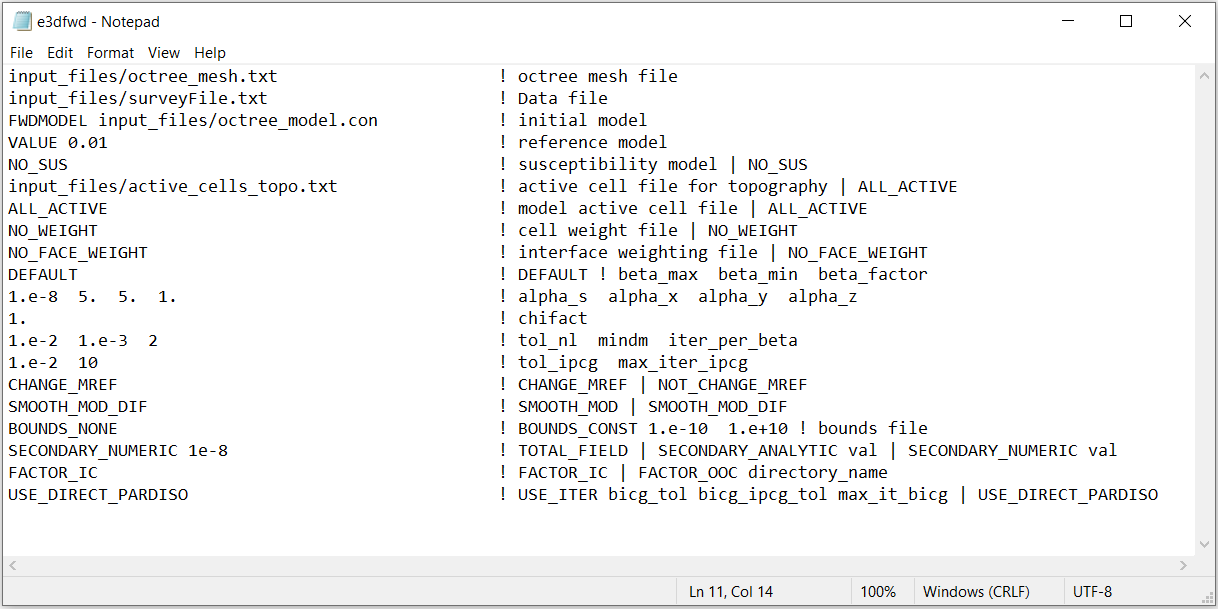 e3dfwd - Notepad
File Edit Format View Help
input_files/octree_mesh.txt ! octree mesh file
input_files/surveyFile.txt ! Data file
FWDMODEL input_files/octree_model.con ! initial model
VALUE 0.01 ! reference model
NO_SUS ! susceptibility model | NO_SUS
input_files/active_cells_topo.txt ! active cell file for topography | ALL_ACTIVE
ALL_ACTIVE ! model active cell file | ALL_ACTIVE
NO_WEIGHT ! cell weight file | NO_WEIGHT
NO_FACE_WEIGHT ! interface weighting file | NO_FACE_WEIGHT
DEFAULT ! DEFAULT ! beta_max beta_min beta_factor
1.e-8 5. 5. 1. ! alpha_s alpha_x alpha_y alpha_z
1. ! chifact
1.e-2 1.e-3 2 ! tol_nl mindm iter_per_beta
1.e-2 10 ! tol_ipcg max_iter_ipcg
CHANGE_MREF ! CHANGE_MREF | NOT_CHANGE_MREF
SMOOTH_MOD_DIF ! SMOOTH_MOD | SMOOTH_MOD_DIF
BOUNDS_NONE ! BOUNDS_CONST 1.e-10 1.e+10 ! bounds file
SECONDARY_NUMERIC 1e-8 ! TOTAL_FIELD | SECONDARY_ANALYTIC val | SECONDARY_NUMERIC val
FACTOR_IC ! FACTOR_IC | FACTOR_OOC directory_name
USE_DIRECT_PARDISO ! USE_ITER bicg_tol bicg_ipcg_tol max_it_bicg | USE_DIRECT_PARDISO
Ln 11, Col 14 100% Windows (CRLF) UTF-8